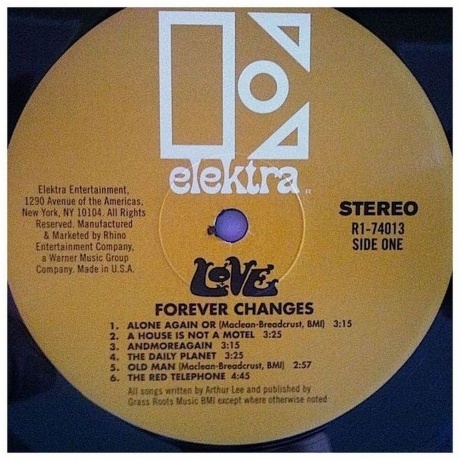 elektra
R
Elektra Entertainment,
1290 Avenue of the Americas,
New York, NY 10104. All Rights
Reserved. Manufactured
& Marketed by Rhino
Entertainment Company,
a Warner Music Group
Company. Made in U.S.A.
STEREO
R1-74013
SIDE ONE
LOVE
FOREVER CHANGES
1. ALONE AGAIN OR (Maclean-Breadcrust, BMI) 3:15
2. A HOUSE IS NOT A MOTEL 3:25
3. ANDMOREAGAIN 3:15
4. THE DAILY PLANET 3:25
5. OLD MAN (Maclean-Breadcrust, BMI) 2:57
6. THE RED TELEPHONE 4:45
All songs written by Arthur Lee and published by
Grass Roots Music BMI except where otherwise noted